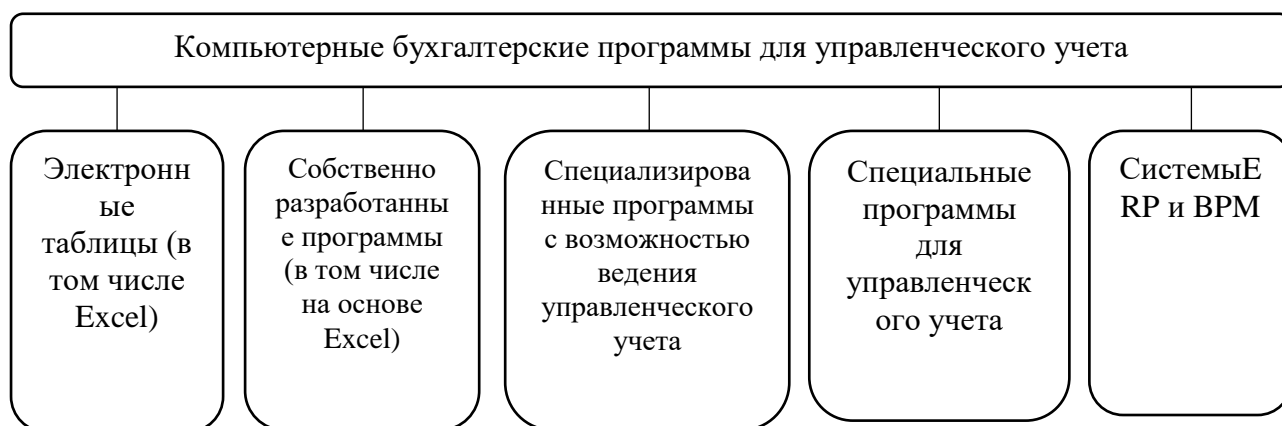 Компьютерные бухгалтерские программы для управленческого учета
Электронн
ые
таблицы (в
том числе
Excel)
Собственно
разработанны
е программы
(в том числе
на основе
Excel)
Специализирова
нные программы
с возможностью
ведения
управленческого
учета
Специальные
программы
для
управленческ
ого учета
СистемыE
RP и BPM